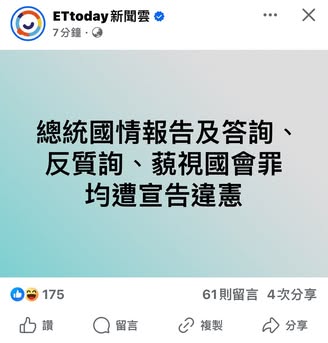 ETtoday新聞雲
7分鐘
總統國情報告及答詢、
反質詢、藐視國會罪
均遭宣告違憲
175
61則留言 4次分享
讚 留言 複製 分享